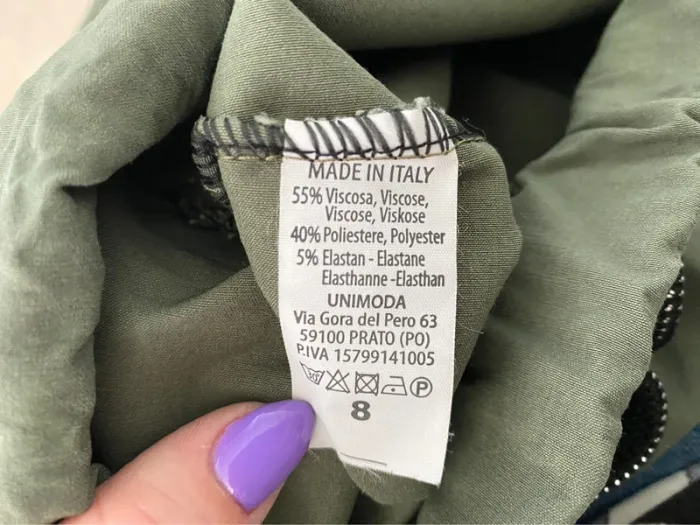 MADE IN ITALY
55% Viscosa, Viscose,
Viscose, Viskose
40% Poliestere, Polyester
5% Elastan - Elastane
Elasthanne -Elasthan
UNIMODA
Via Gora del Pero 63
59100 PRATO (PO)
P.IVA 15799141005
30° P
8